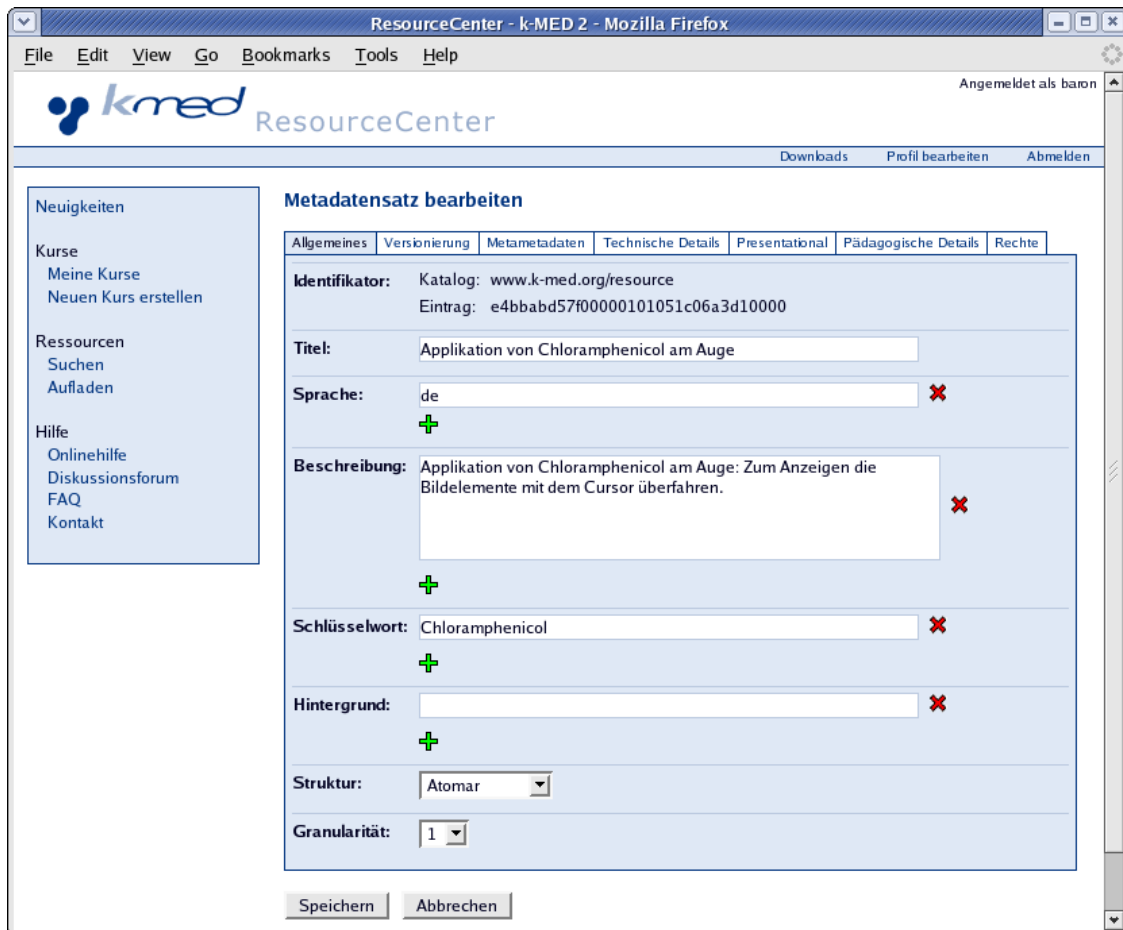 ResourceCenter - k-MED 2 - Mozilla Firefox
File Edit View Go Bookmarks Tools Help
Angemeldet als baron
kmed ResourceCenter
Downloads Profil bearbeiten Abmelden
Neuigkeiten
Kurse
Meine Kurse
Neuen Kurs erstellen
Ressourcen
Suchen
Aufladen
Hilfe
Onlinehilfe
Diskussionsforum
FAQ
Kontakt
Metadatensatz bearbeiten
Allgemeines Versionierung Metametadaten Technische Details Presentational Pädagogische Details Rechte
Identifikator: Katalog: www.k-med.org/resource
Eintrag: e4bbabd57f00000101051c06a3d10000
Titel: Applikation von Chloramphenicol am Auge
Sprache: de
Beschreibung: Applikation von Chloramphenicol am Auge: Zum Anzeigen die
Bildelemente mit dem Cursor überfahren.
Schlüsselwort: Chloramphenicol
Hintergrund:
Struktur: Atomar
Granularität: 1
Speichern Abbrechen